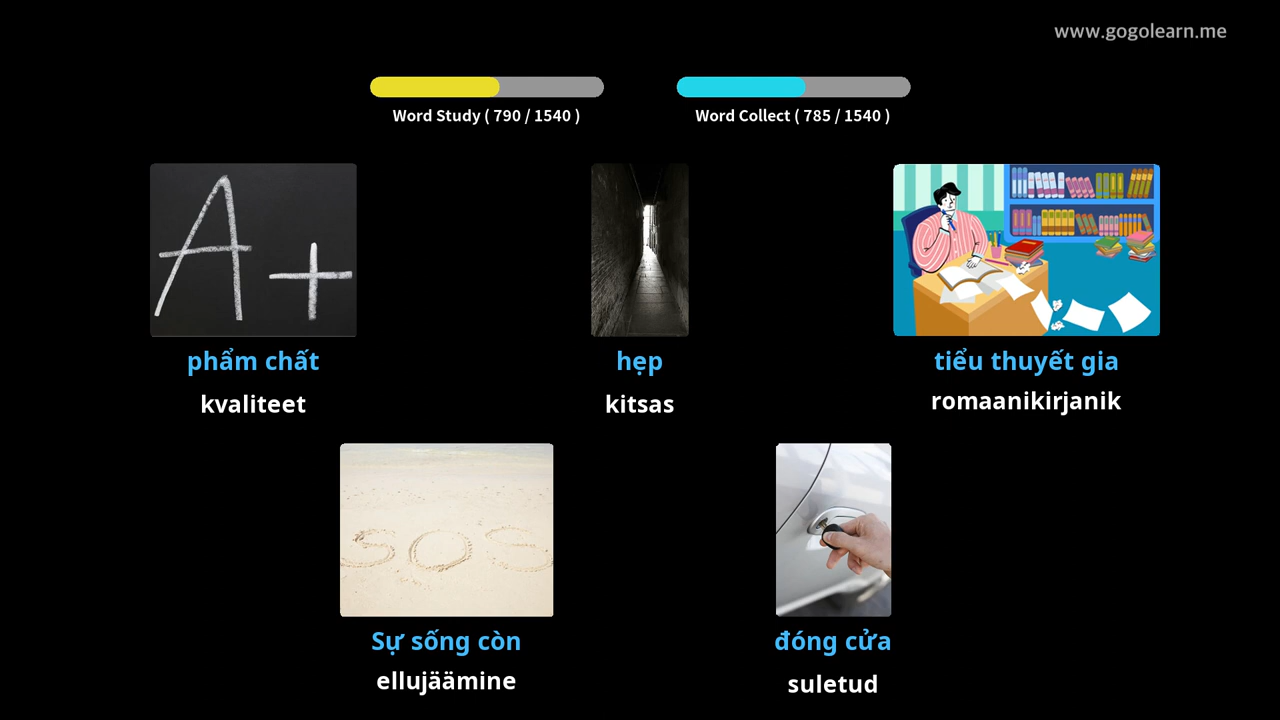 www.gogolearn.me
Word Study ( 790 / 1540 )
Word Collect ( 785 / 1540 )
A+
phẩm chất
kvaliteet
hẹp
kitsas
tiểu thuyết gia
romaanikirjanik
SOS
Sự sống còn
ellujäämine
đóng cửa
suletud